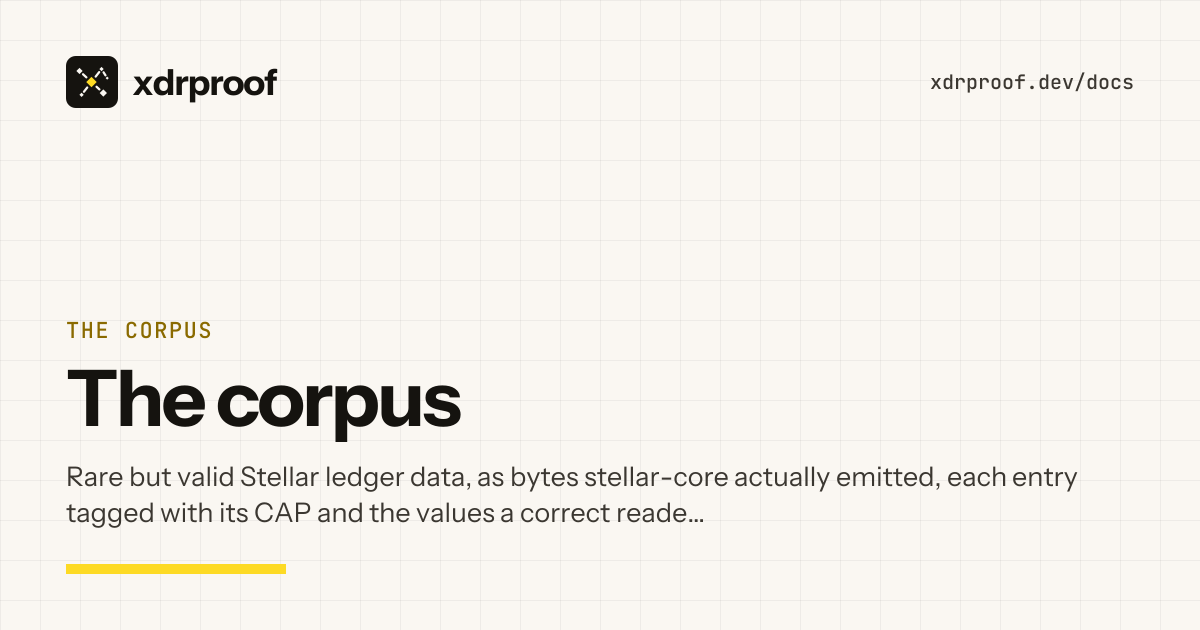 xdrproof
xdrproof.dev/docs
THE CORPUS
The corpus
Rare but valid Stellar ledger data, as bytes stellar-core actually emitted, each entry
tagged with its CAP and the values a correct reade…